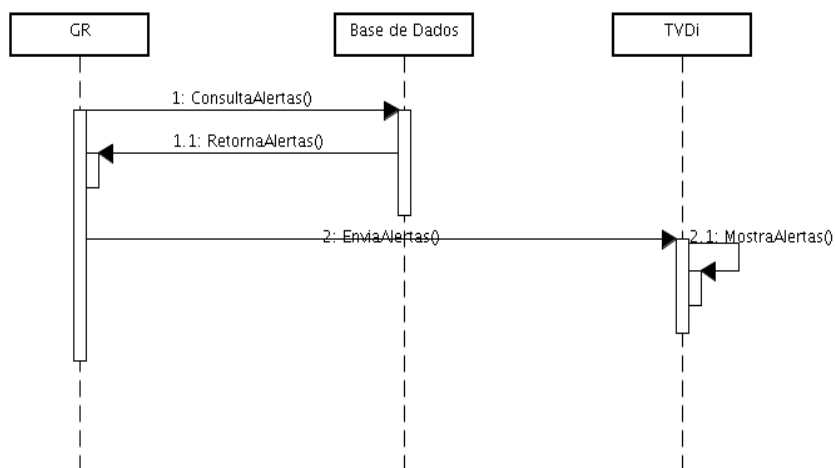 GR
Base de Dados
TVDi
1: ConsultaAlertas()
1.1: RetornaAlertas()
2: EnviaAlertas()
2.1: MostraAlertas()